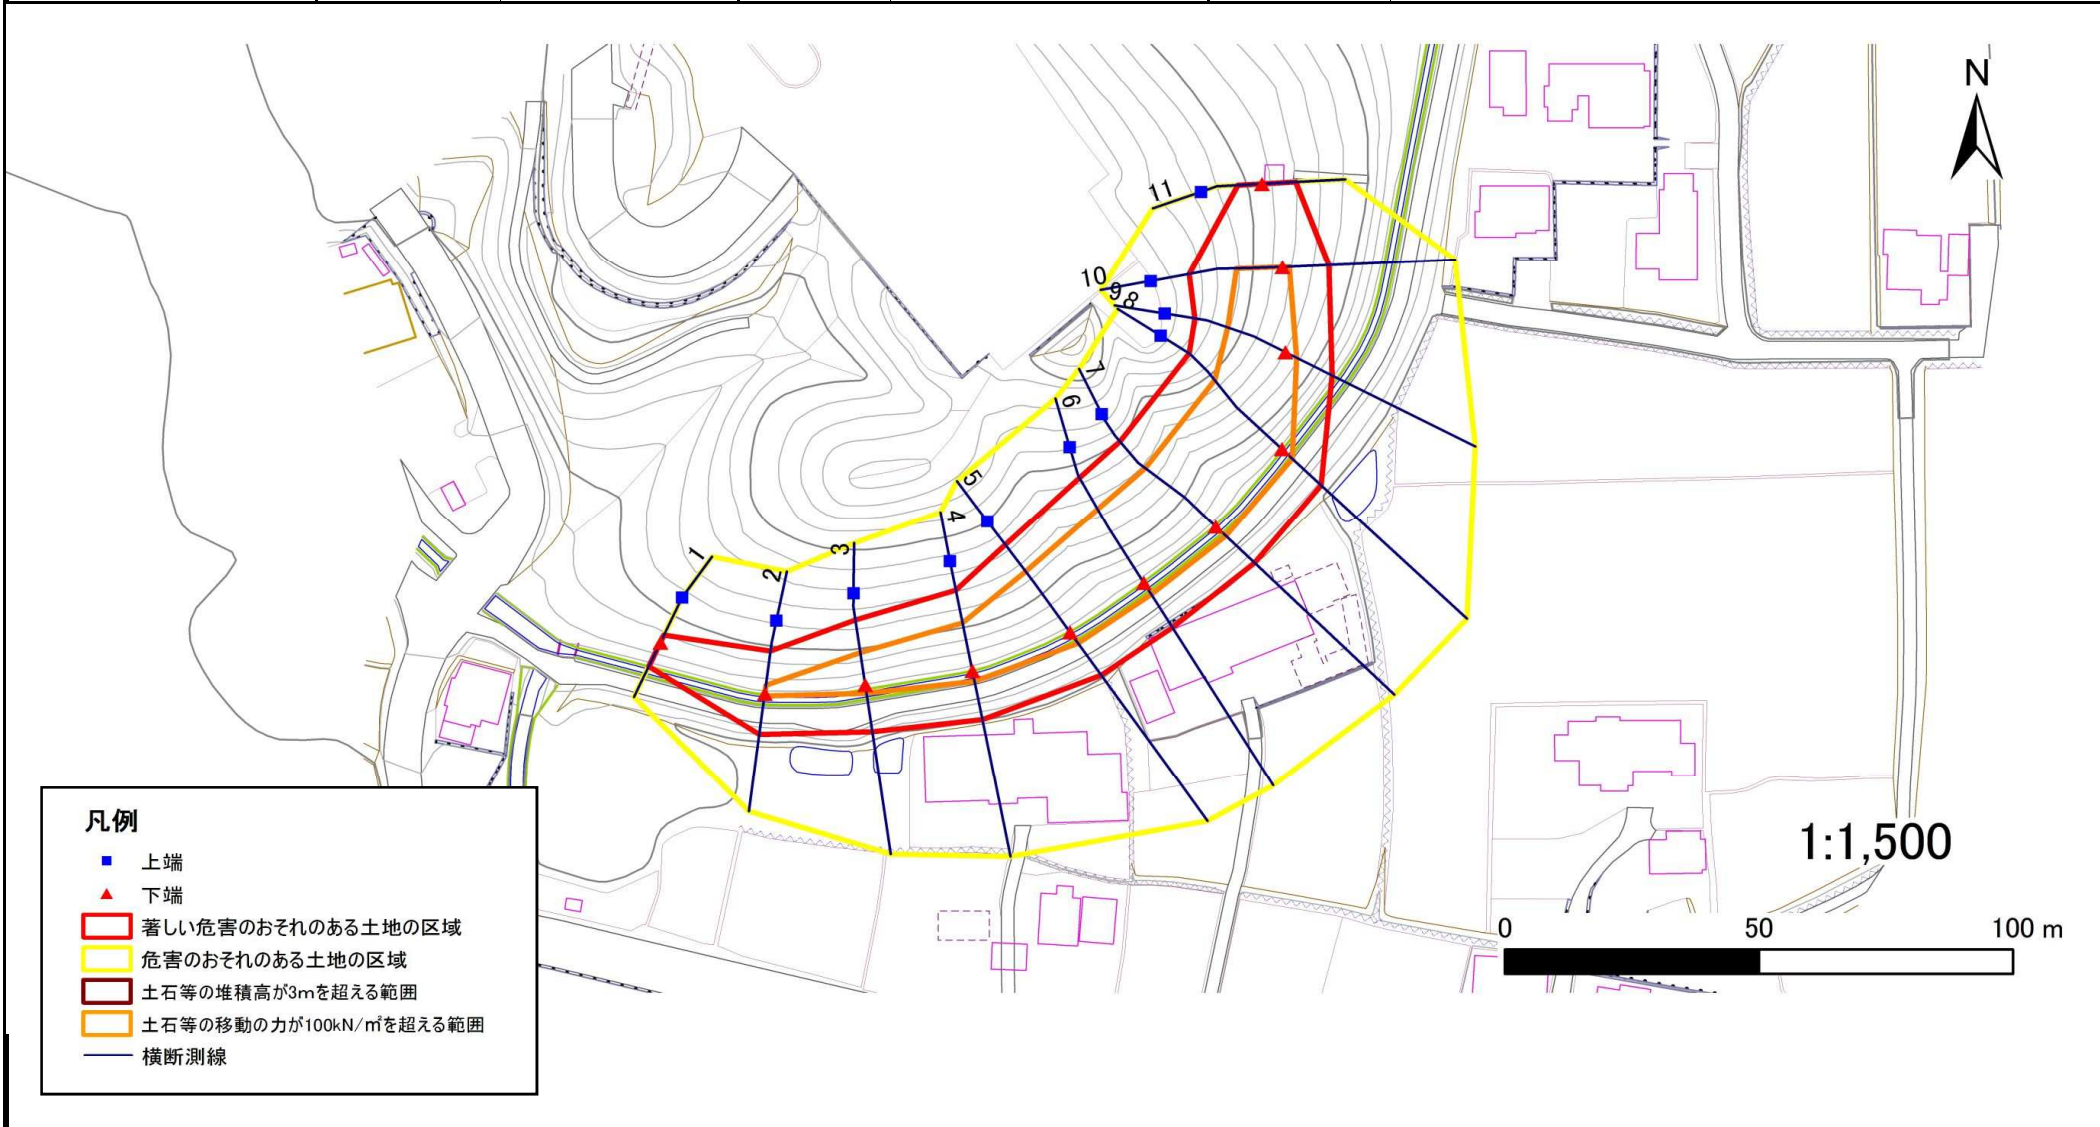 N
11
10
9
8
7
6
5
4
3
2
1
凡例
上端
下端
著しい危害のおそれのある土地の区域
危害のおそれのある土地の区域
土石等の堆積高が3mを超える範囲
土石等の移動の力が100kN/㎡を超える範囲
横断測線
1:1,500
0 50 100 m